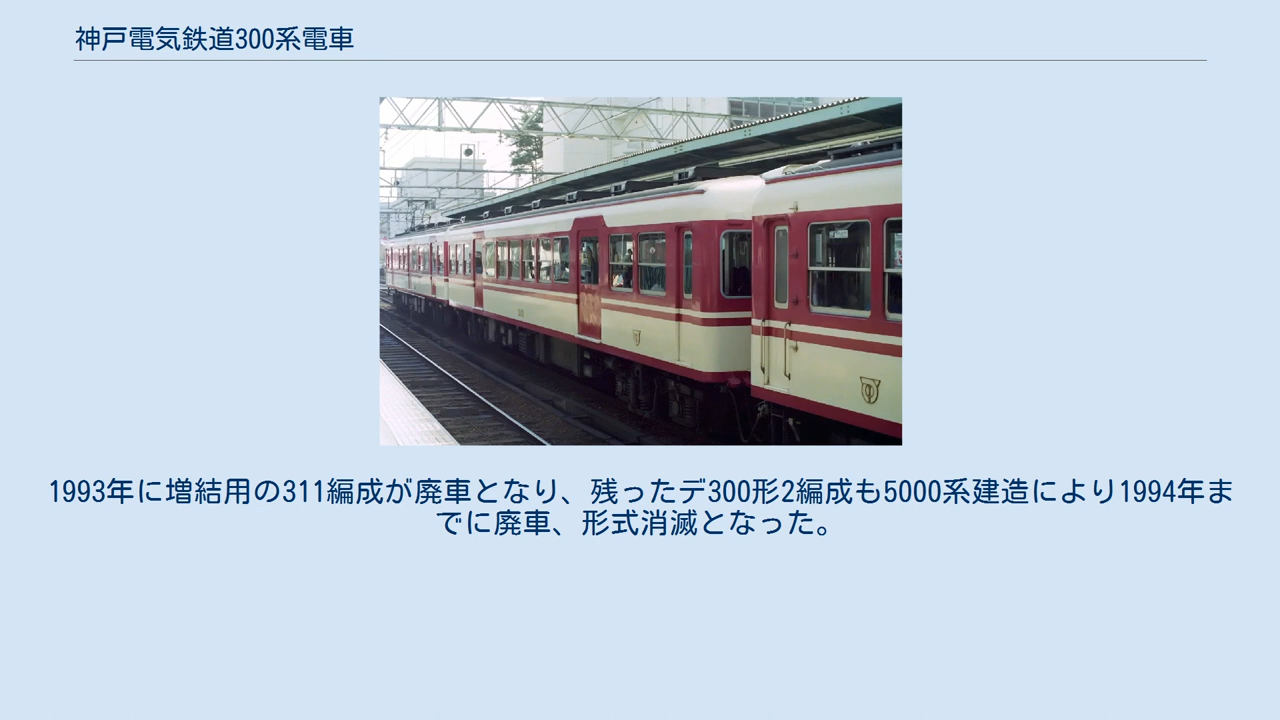 神戸電気鉄道300系電車
1993年に増結用の311編成が廃車となり、残ったデ300形2編成も5000系建造により1994年ま
でに廃車、形式消滅となった。